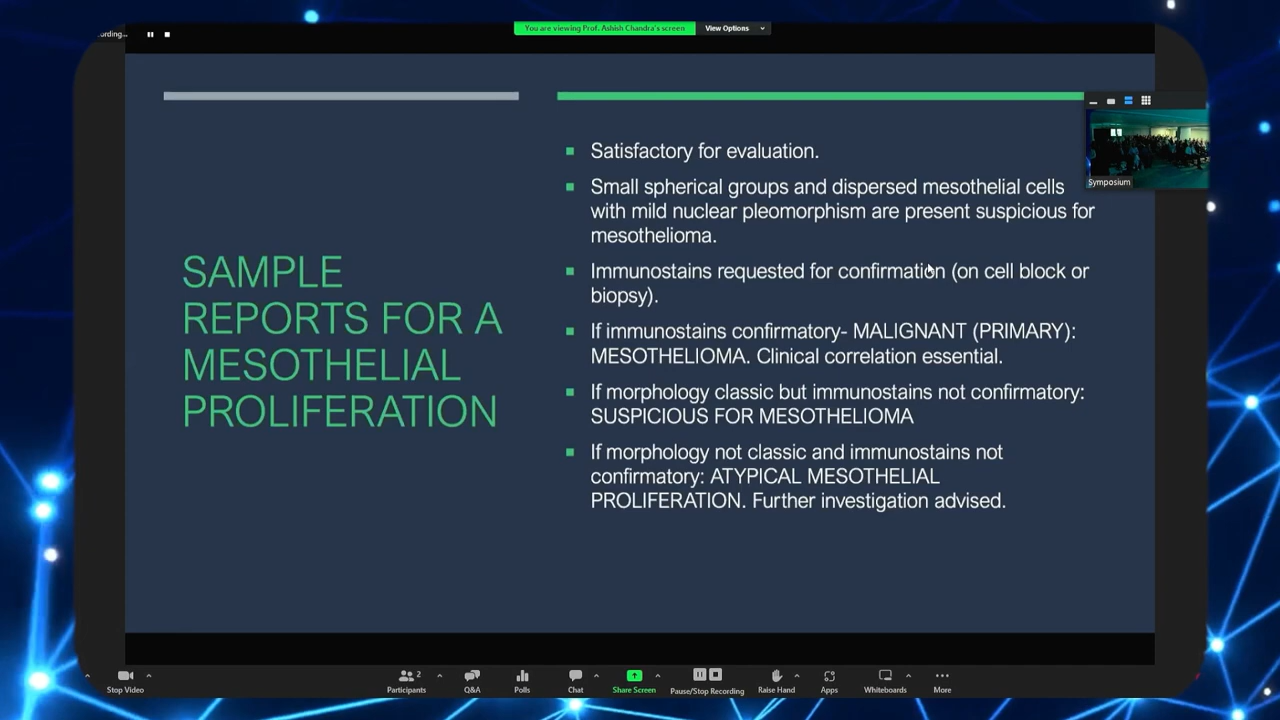 ording...
You are viewing Prof. Ashish Chandra's screen
View Options
SAMPLE
REPORTS FOR A
MESOTHELIAL
PROLIFERATION
Satisfactory for evaluation.
Small spherical groups and dispersed mesothelial cells
with mild nuclear pleomorphism are present suspicious for
mesothelioma.
Immunostains requested for confirmation (on cell block or
biopsy).
If immunostains confirmatory- MALIGNANT (PRIMARY):
MESOTHELIOMA. Clinical correlation essential.
If morphology classic but immunostains not confirmatory:
SUSPICIOUS FOR MESOTHELIOMA
If morphology not classic and immunostains not
confirmatory: ATYPICAL MESOTHELIAL
PROLIFERATION. Further investigation advised.
Symposium
Stop Video
Participants
2
Q&A
Polls
Chat
Share Screen
Pause/Stop Recording
Raise Hand
Apps
Whiteboards
More